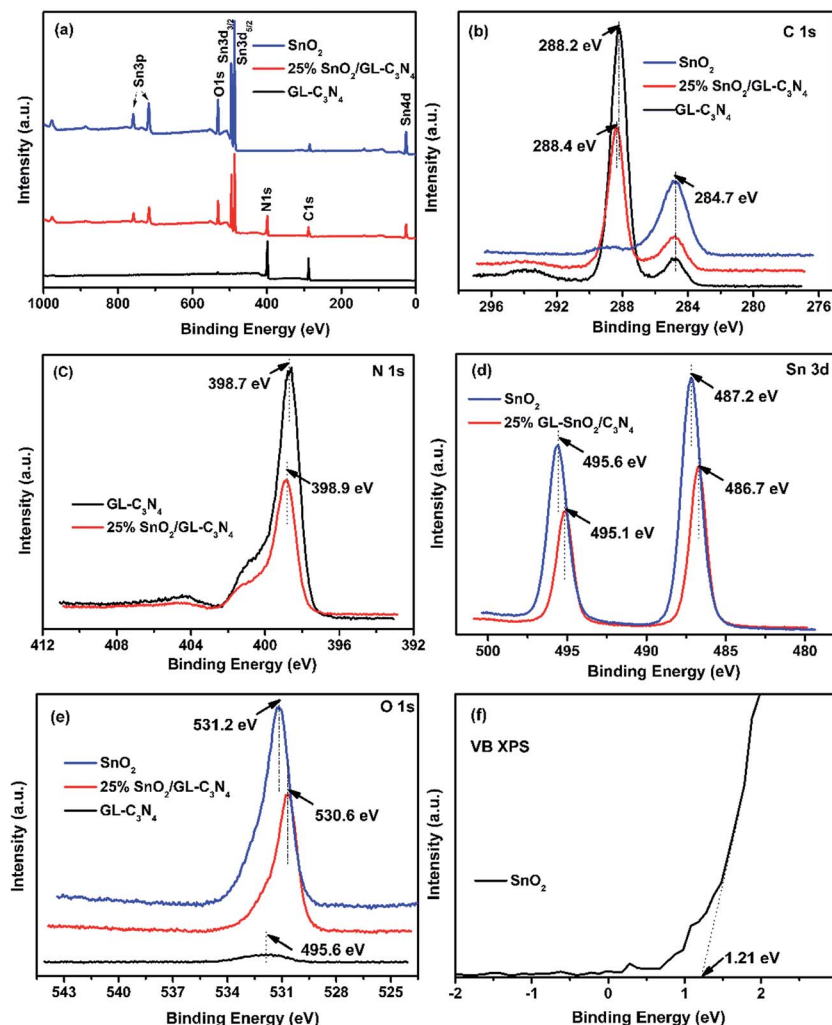 (a)
Sn3p
O1s
Sn3d3/2
Sn3d5/2
SnO2
25% SnO2/GL-C3N4
GL-C3N4
Sn4d
N1s
C1s
Intensity (a.u.)
1000 800 600 400 200 0
Binding Energy (eV)
(b)
C 1s
288.2 eV
SnO2
25% SnO2/GL-C3N4
GL-C3N4
288.4 eV
284.7 eV
Intensity (a.u.)
296 292 288 284 280 276
Binding Energy (eV)
(C)
N 1s
398.7 eV
398.9 eV
GL-C3N4
25% SnO2/GL-C3N4
Intensity (a.u.)
412 408 404 400 396 392
Binding Energy (eV)
(d)
Sn 3d
SnO2
25% GL-SnO2/C3N4
487.2 eV
495.6 eV
486.7 eV
495.1 eV
Intensity (a.u.)
500 495 490 485 480
Binding Energy (eV)
(e)
O 1s
531.2 eV
SnO2
25% SnO2/GL-C3N4
GL-C3N4
530.6 eV
495.6 eV
Intensity (a.u.)
543 540 537 534 531 528 525 524
Binding Energy (eV)
(f)
VB XPS
SnO2
1.21 eV
Intensity (a.u.)
-2 -1 0 1 2
Binding Energy (eV)